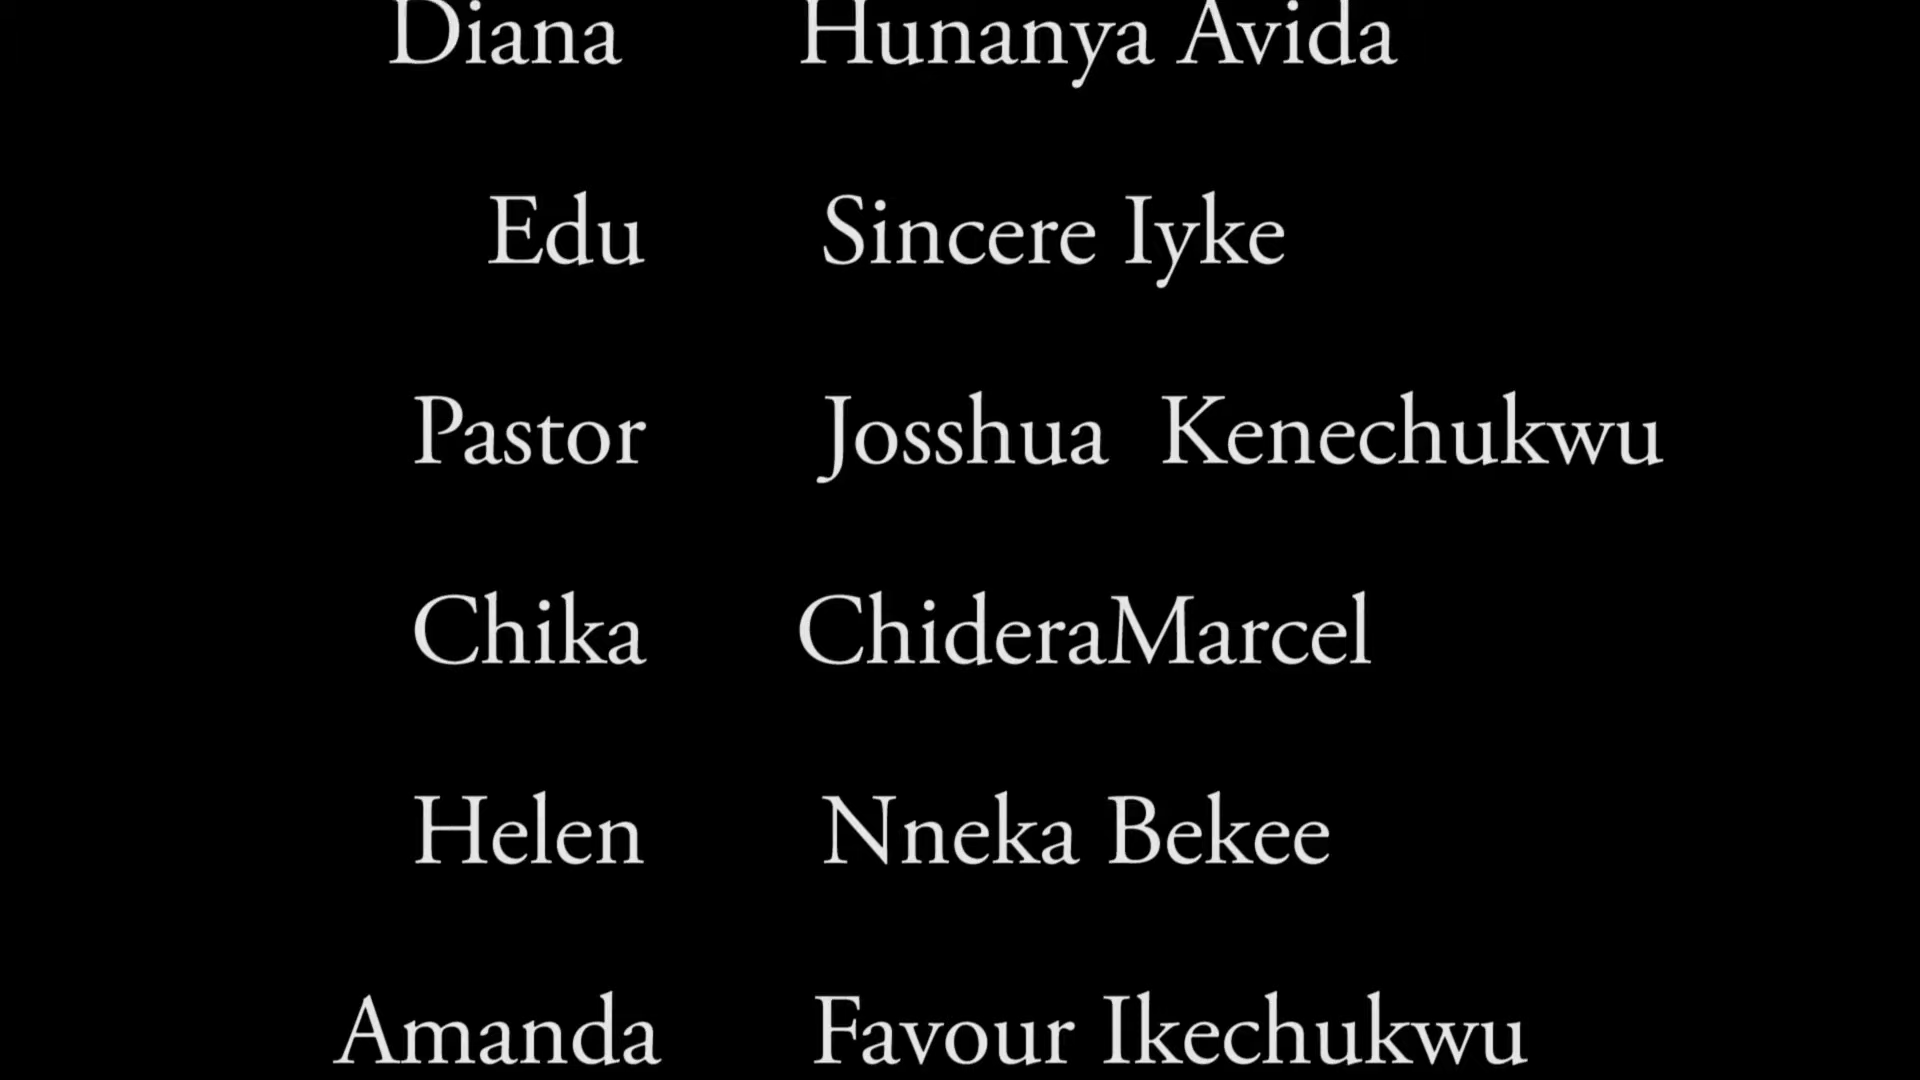 Diana Hunanya Avida
Edu Sincere Iyke
Pastor Josshua Kenechukwu
Chika ChideraMarcel
Helen Nneka Bekee
Amanda Favour Ikechukwu